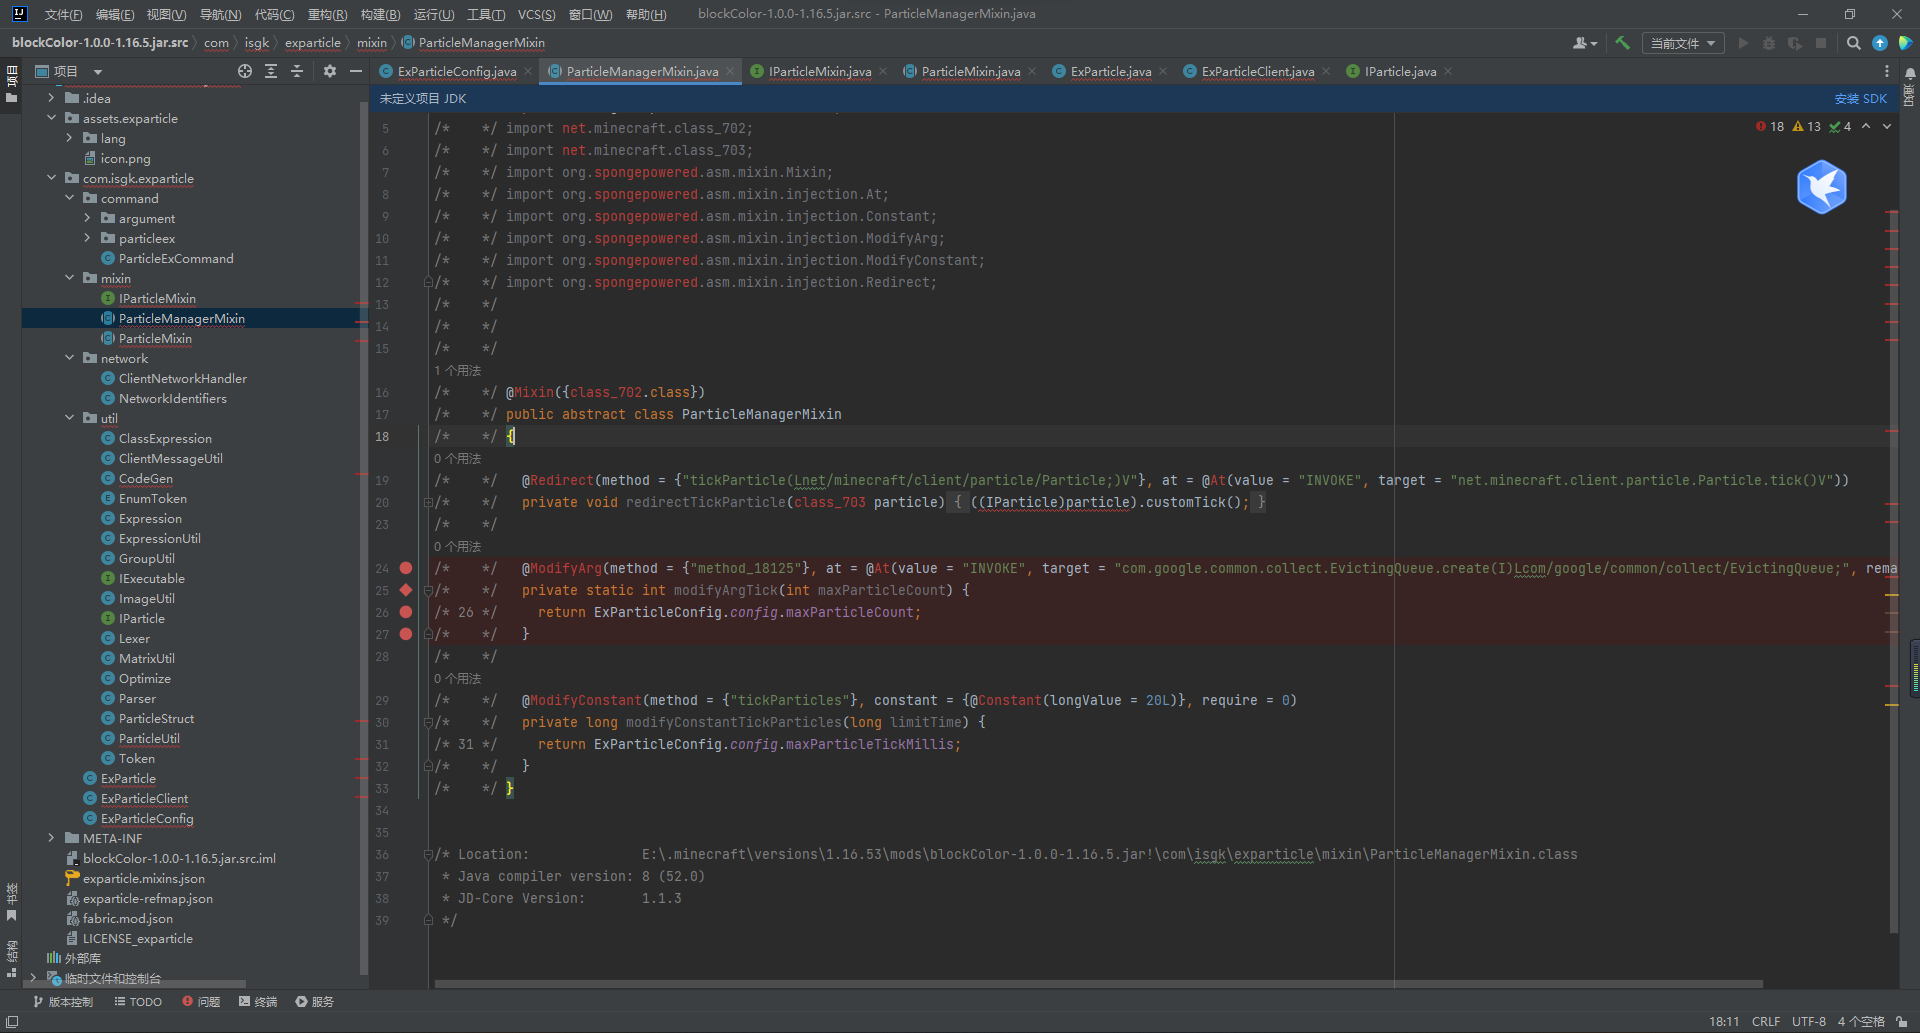 文件(F) 编辑(E) 视图(V) 导航(N) 代码(C) 重构(R) 构建(B) 运行(U) 工具(T) VCS(S) 窗口(W) 帮助(H) blockColor-1.0.0-1.16.5.jar.src - ParticleManagerMixin.java
blockColor-1.0.0-1.16.5.jar.src com isgk exparticle mixin ParticleManagerMixin 当前文件
项目
项目
.idea
assets.exparticle
lang
icon.png
com.isgk.exparticle
command
argument
particleex
ParticleExCommand
mixin
IParticleMixin
ParticleManagerMixin
ParticleMixin
network
ClientNetworkHandler
NetworkIdentifiers
util
ClassExpression
ClientMessageUtil
CodeGen
EnumToken
Expression
ExpressionUtil
GroupUtil
IExecutable
ImageUtil
IParticle
Lexer
MatrixUtil
Optimize
Parser
ParticleStruct
ParticleUtil
Token
ExParticle
ExParticleClient
ExParticleConfig
META-INF
blockColor-1.0.0-1.16.5.jar.src.iml
exparticle.mixins.json
exparticle-refmap.json
fabric.mod.json
LICENSE_exparticle
外部库
临时文件和控制台
书签
结构
ExParticleConfig.java ParticleManagerMixin.java IParticleMixin.java ParticleMixin.java ExParticle.java ExParticleClient.java IParticle.java
通知
未定义项目 JDK 安装 SDK
18 13 4
5 /* */ import net.minecraft.class_702;
6 /* */ import net.minecraft.class_703;
7 /* */ import org.spongepowered.asm.mixin.Mixin;
8 /* */ import org.spongepowered.asm.mixin.injection.At;
9 /* */ import org.spongepowered.asm.mixin.injection.Constant;
10 /* */ import org.spongepowered.asm.mixin.injection.ModifyArg;
11 /* */ import org.spongepowered.asm.mixin.injection.ModifyConstant;
12 /* */ import org.spongepowered.asm.mixin.injection.Redirect;
13 /* */
14 /* */
15 /* */
1 个用法
16 /* */ @Mixin({class_702.class})
17 /* */ public abstract class ParticleManagerMixin
18 /* */ {
0 个用法
19 /* */ @Redirect(method = {"tickParticle(Lnet/minecraft/client/particle/Particle;)V"}, at = @At(value = "INVOKE", target = "net.minecraft.client.particle.Particle.tick()V"))
20 /* */ private void redirectTickParticle(class_703 particle) { ((IParticle)particle).customTick(); }
23 /* */
0 个用法
24 /* */ @ModifyArg(method = {"method_18125"}, at = @At(value = "INVOKE", target = "com.google.common.collect.EvictingQueue.create(I)Lcom/google/common/collect/EvictingQueue;", rema
25 /* */ private static int modifyArgTick(int maxParticleCount) {
26 /* 26 */ return ExParticleConfig.config.maxParticleCount;
27 /* */ }
28 /* */
0 个用法
29 /* */ @ModifyConstant(method = {"tickParticles"}, constant = {@Constant(longValue = 20L)}, require = 0)
30 /* */ private long modifyConstantTickParticles(long limitTime) {
31 /* 31 */ return ExParticleConfig.config.maxParticleTickMillis;
32 /* */ }
33 /* */ }
34
35
36 /* Location: E:\.minecraft\versions\1.16.53\mods\blockColor-1.0.0-1.16.5.jar!\com\isgk\exparticle\mixin\ParticleManagerMixin.class
37 * Java compiler version: 8 (52.0)
38 * JD-Core Version: 1.1.3
39 */
版本控制 TODO 问题 终端 服务
18:11 CRLF UTF-8 4 个空格